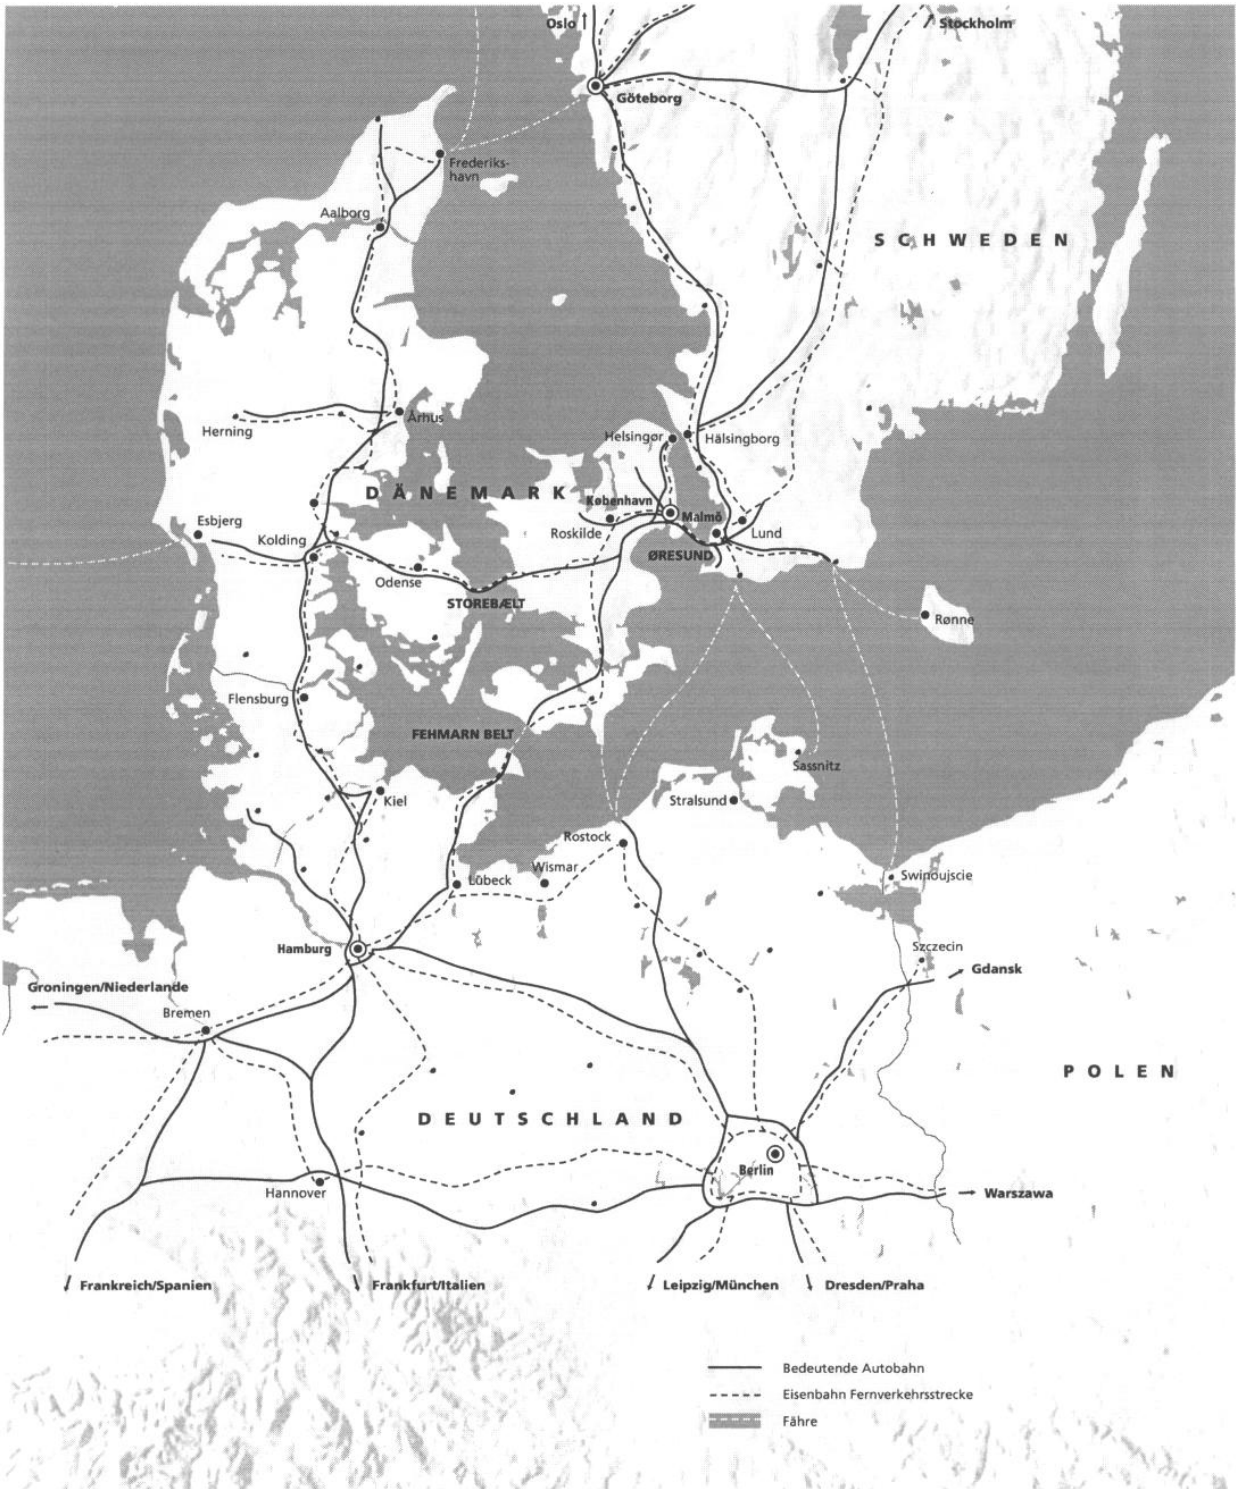 Oslo
Stockholm
Göteborg
Frederiks-
havn
Aalborg
SCHWEDEN
Århus
Herning
Helsingør
Hälsingborg
DÄNEMARK
København
Malmö
Esbjerg
Roskilde
Lund
Kolding
ØRESUND
Odense
STOREBÆLT
Rønne
Flensburg
FEHMARN BELT
Sassnitz
Kiel
Stralsund
Rostock
Wismar
Lübeck
Swinoujscie
Hamburg
Szczecin
Gdansk
Groningen/Niederlande
Bremen
POLEN
DEUTSCHLAND
Berlin
Hannover
Warszawa
Frankreich/Spanien
Frankfurt/Italien
Leipzig/München
Dresden/Praha
Bedeutende Autobahn
Eisenbahn Fernverkehrsstrecke
Fähre